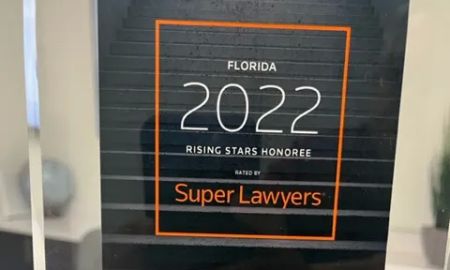 FLORIDA
2022
RISING STARS HONOREE
RATED BY
Super Lawyers